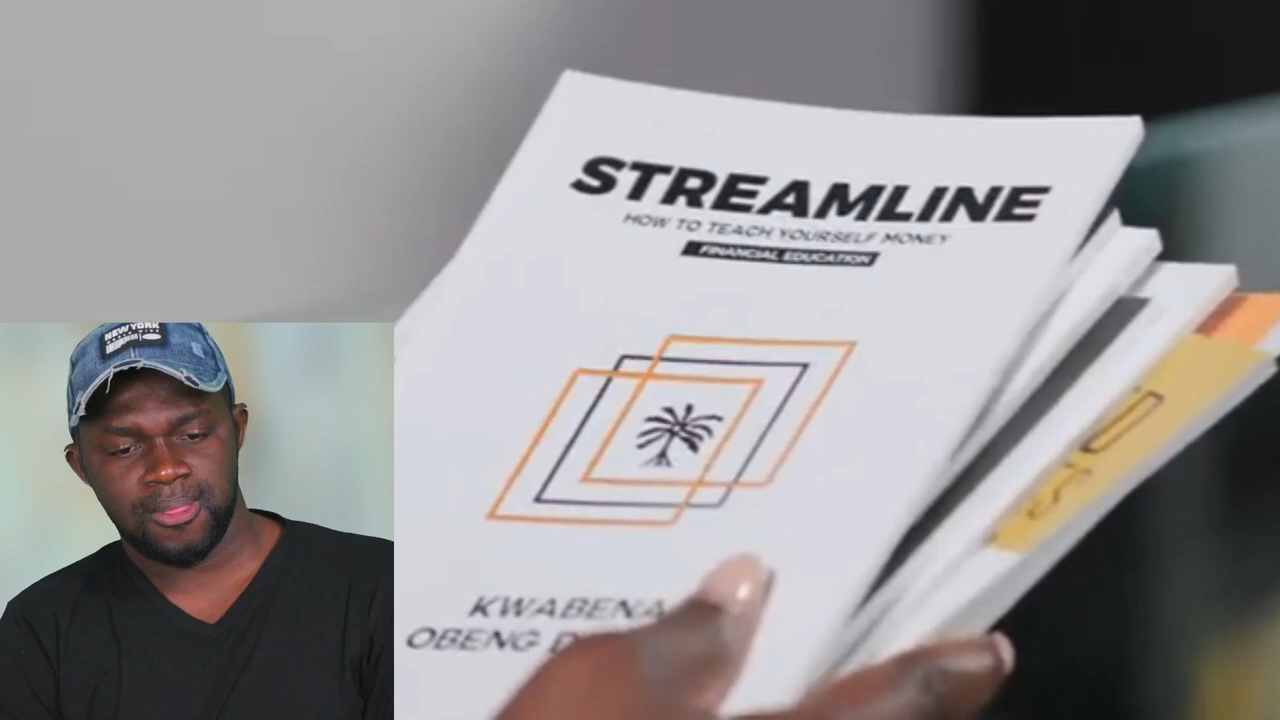 STREAMLINE
HOW TO TEACH YOURSELF MONEY
FINANCIAL EDUCATION
KWABENA
OBENG
NEW YORK